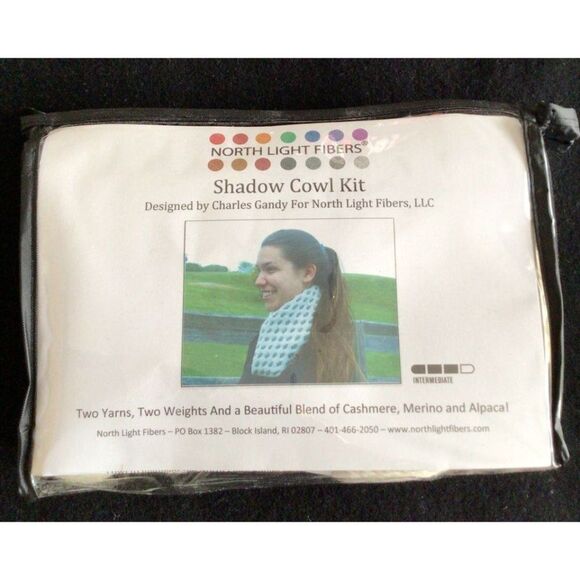 NORTH LIGHT FIBERS®
Shadow Cowl Kit
Designed by Charles Gandy For North Light Fibers, LLC
INTERMEDIATE
Two Yarns, Two Weights And a Beautiful Blend of Cashmere, Merino and Alpaca!
North Light Fibers – PO Box 1382 – Block Island, RI 02807 – 401-466-2050 – www.northlightfibers.com